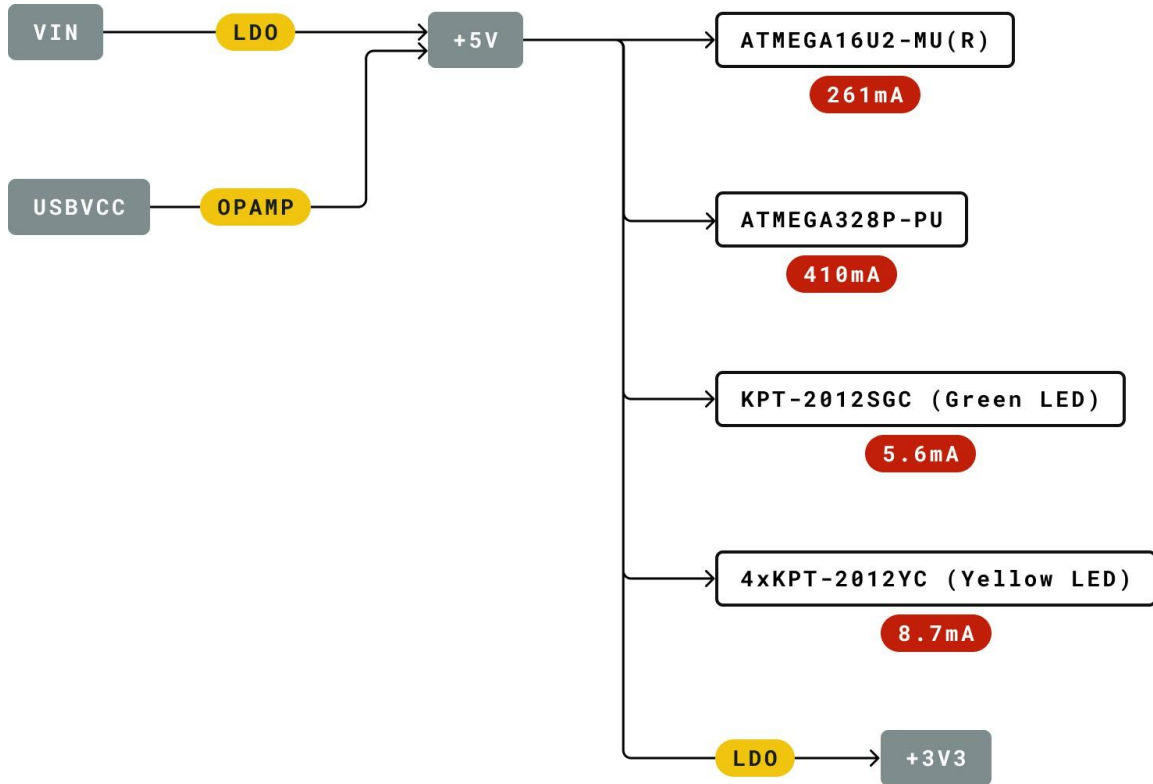 VIN
LDO
+5V
ATMEGA16U2-MU(R)
261mA
USBVCC
OPAMP
ATMEGA328P-PU
410mA
KPT-2012SGC (Green LED)
5.6mA
4xKPT-2012YC (Yellow LED)
8.7mA
LDO
+3V3